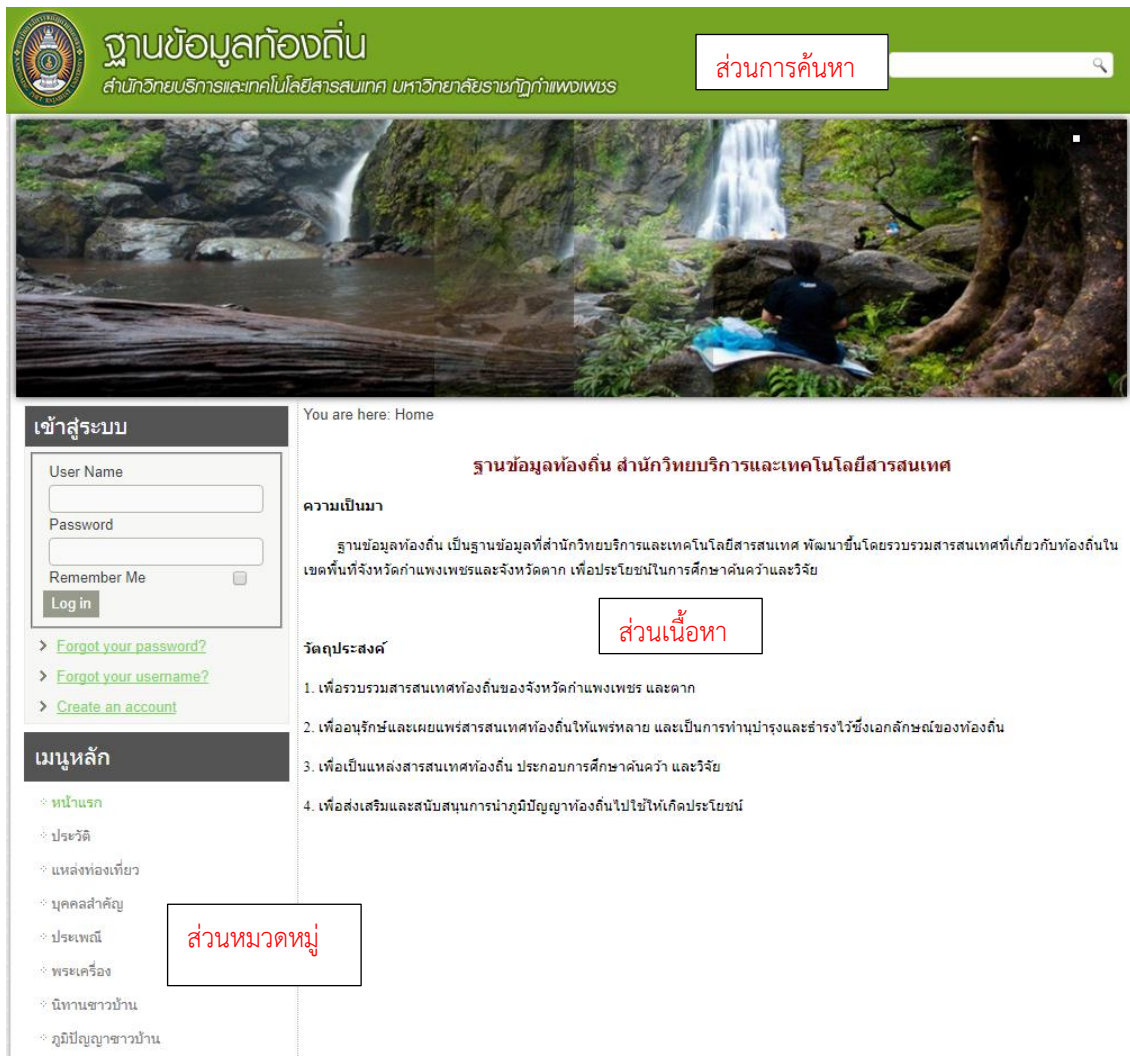 ฐานข้อมูลท้องถิ่น
สำนักวิทยบริการและเทคโนโลยีสารสนเทศ มหาวิทยาลัยราชภัฏกำแพงเพชร
ส่วนการค้นหา
เข้าสู่ระบบ
User Name
Password
Remember Me
Log in
Forgot your password?
Forgot your username?
Create an account
เมนูหลัก
หน้าแรก
ประวัติ
แหล่งท่องเที่ยว
บุคคลสำคัญ
ประเพณี
พระเครื่อง
นิทานชาวบ้าน
ภูมิปัญญาชาวบ้าน
ส่วนหมวดหมู่
You are here: Home
ฐานข้อมูลท้องถิ่น สำนักวิทยบริการและเทคโนโลยีสารสนเทศ
ความเป็นมา
ฐานข้อมูลท้องถิ่น เป็นฐานข้อมูลที่สำนักวิทยบริการและเทคโนโลยีสารสนเทศ พัฒนาขึ้นโดยรวบรวมสารสนเทศที่เกี่ยวกับท้องถิ่นใน
เขตพื้นที่จังหวัดกำแพงเพชรและจังหวัดตาก เพื่อประโยชน์ในการศึกษาค้นคว้าและวิจัย
ส่วนเนื้อหา
วัตถุประสงค์
1. เพื่อรวบรวมสารสนเทศท้องถิ่นของจังหวัดกำแพงเพชร และตาก
2. เพื่ออนุรักษ์และเผยแพร่สารสนเทศท้องถิ่นให้แพร่หลาย และเป็นการทำนุบำรุงและธำรงไว้ซึ่งเอกลักษณ์ของท้องถิ่น
3. เพื่อเป็นแหล่งสารสนเทศท้องถิ่น ประกอบการศึกษาค้นคว้า และวิจัย
4. เพื่อส่งเสริมและสนับสนุนการนำภูมิปัญญาท้องถิ่นไปใช้ให้เกิดประโยชน์